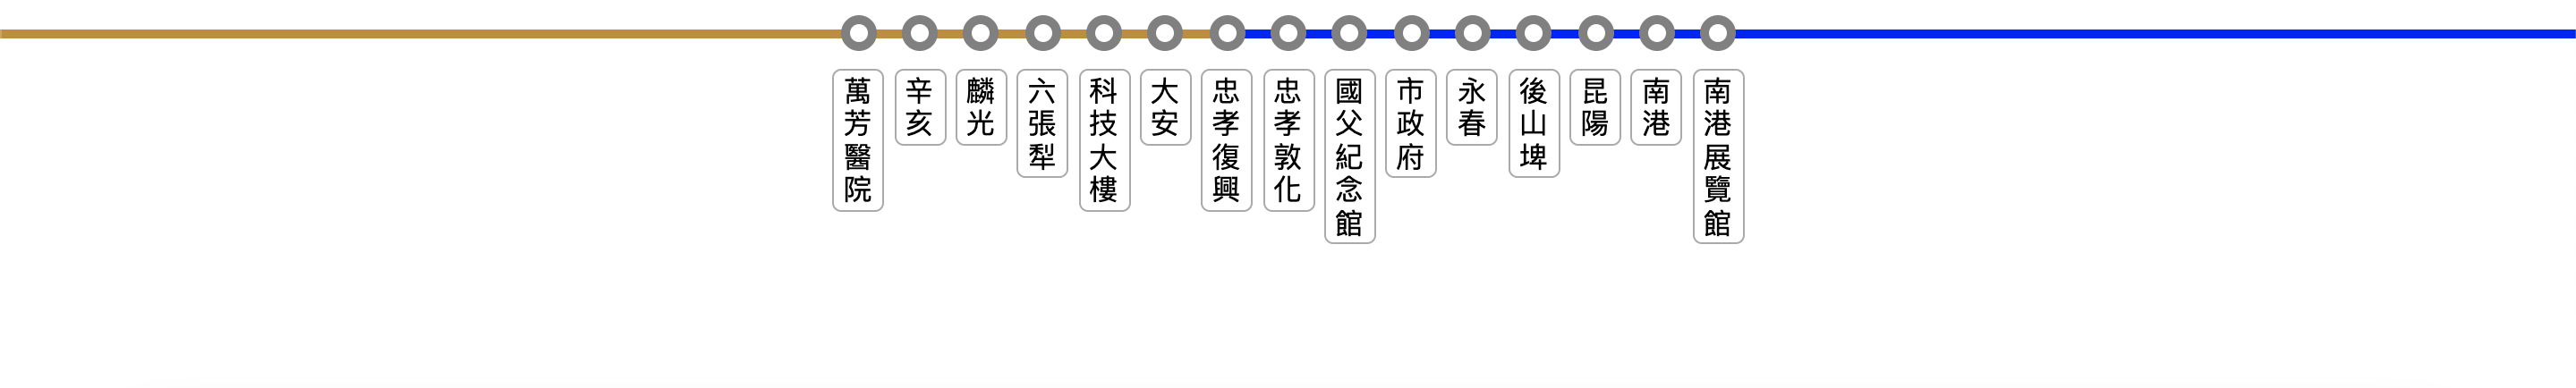 萬芳醫院
辛亥
麟光
六張犁
科技大樓
大安
忠孝復興
忠孝敦化
國父紀念館
市政府
永春
後山埤
昆陽
南港
南港展覽館